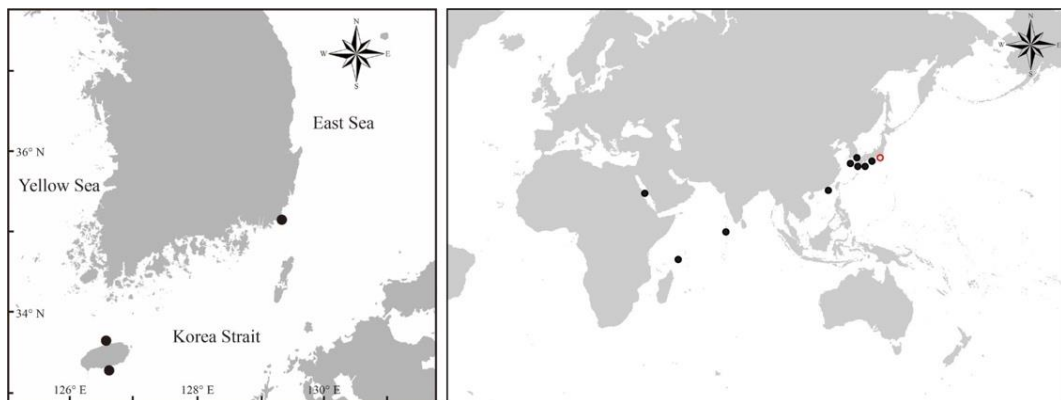 N
W E
S
East Sea
36° N
Yellow Sea
34° N
Korea Strait
126° E 128° E 130° E
N
W E
S